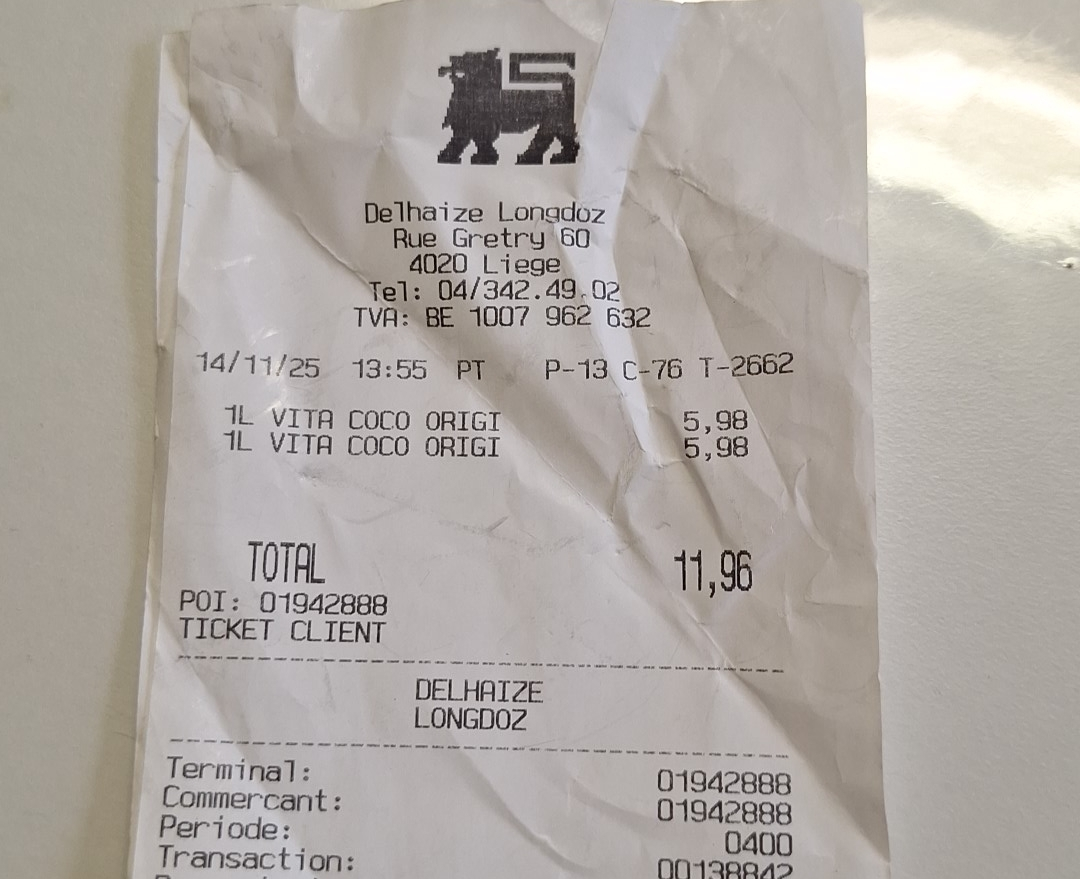 Delhaize Longdoz
Rue Gretry 60
4020 Liege
Tel: 04/342.49.02
TVA: BE 1007 962 632
14/11/25 13:55 PT P-13 C-76 T-2662
1L VITA COCO ORIGI 5,98
1L VITA COCO ORIGI 5,98
TOTAL 11,96
POI: 01942888
TICKET CLIENT
DELHAIZE
LONGDOZ
Terminal: 01942888
Commercant: 01942888
Periode: 0400
Transaction: 00138842